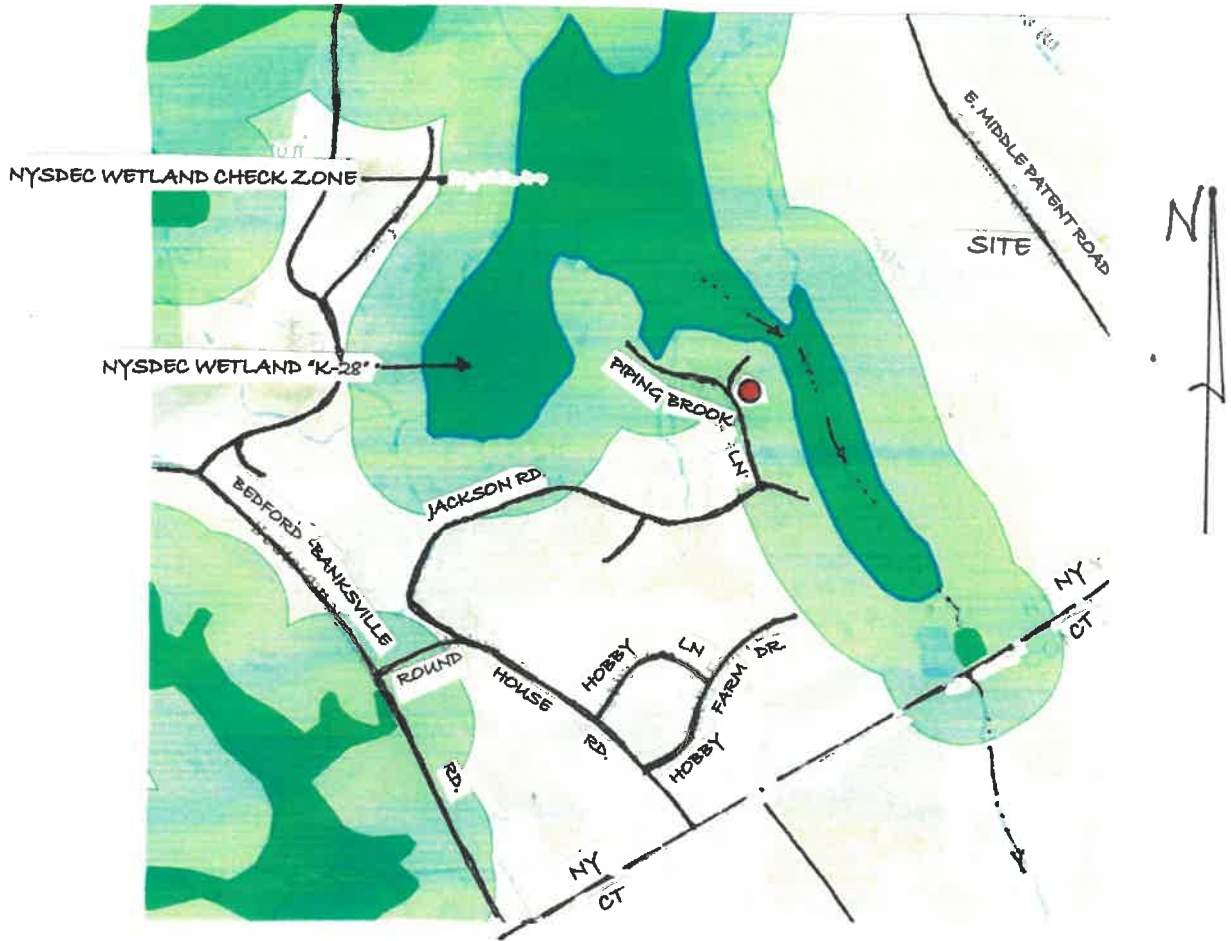 E. MIDDLE PATENT ROAD
NYSDEC WETLAND CHECK ZONE
N
SITE
NYSDEC WETLAND "K-28"
PIPING BROOK LN.
JACKSON RD.
BEDFORD BANKSVILLE RD.
ROUND HOUSE RD.
HOBBY LN
HOBBY FARM DR.
NY
CT
NY
CT